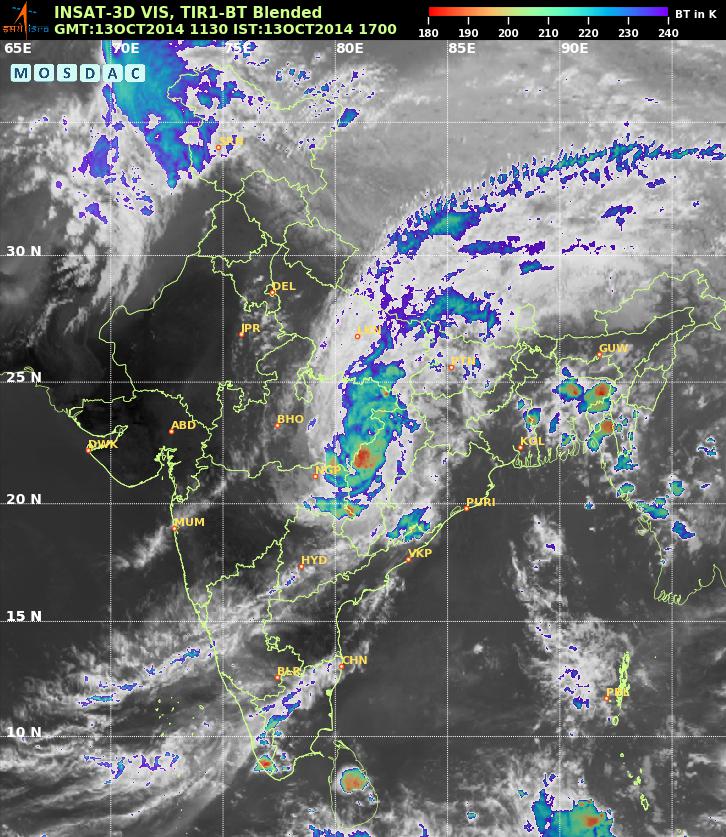 INSAT-3D VIS, TIR1-BT Blended
GMT:13OCT2014 1130 IST:13OCT2014 1700
BT in K
180 190 200 210 220 230 240
65E 70E 75E 80E 85E 90E
MOSDAC
30 N
DEL
JPR
LKN
GUW
PTN
25 N
ABD
BHO
DWK
KOL
NGP
20 N
PURI
MUM
VKP
HYD
15 N
CHN
BLR
PBL
10 N